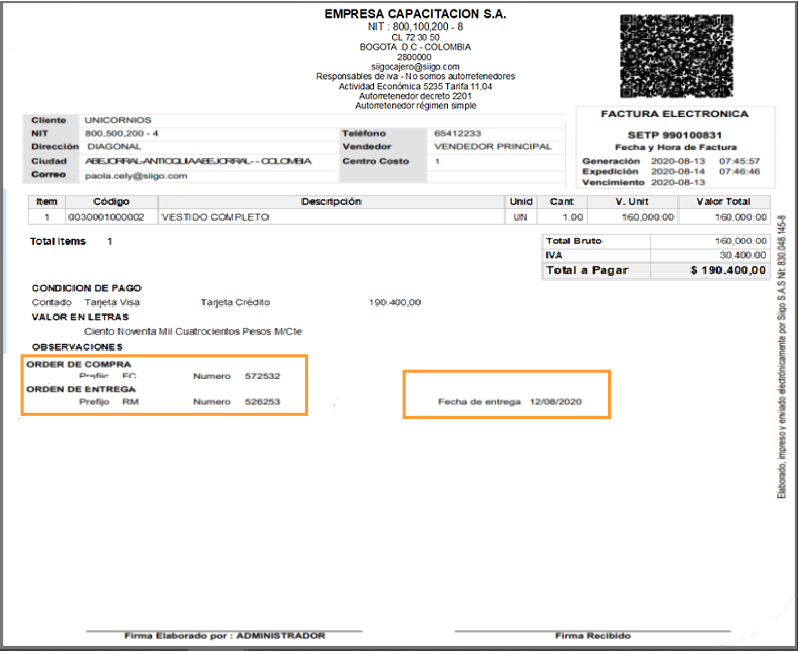 EMPRESA CAPACITACION S.A.
NIT : 800,100,200 - 8
CL 72 30 50
BOGOTA .D.C - COLOMBIA
2800000
siigocajero@siigo.com
Responsables de iva - No somos autorretenedores
Actividad Económica 5235 Tarifa 11,04
Autorretenedor decreto 2201
Autorretenedor régimen simple
FACTURA ELECTRONICA
SETP 990100831
Fecha y Hora de Factura
Generación 2020-08-13 07:45:57
Expedición 2020-08-14 07:46:46
Vencimiento 2020-08-13
Cliente UNICORNIOS
NIT 800,500,200 - 4 Teléfono 65412233
Dirección DIAGONAL Vendedor VENDEDOR PRINCIPAL
Ciudad ABEJORRAL-ANTIOQUIA ABEJORRAL - - COLOMBIA Centro Costo 1
Correo paola.cely@siigo.com
Item Código Descripción Unid Cant V. Unit Valor Total
1 0030001000002 VESTIDO COMPLETO UN 1.00 160,000.00 160,000.00
Total Items 1
Total Bruto 160,000.00
IVA 30,400.00
Total a Pagar $ 190.400,00
CONDICION DE PAGO
Contado Tarjeta Visa Tarjeta Crédito 190.400,00
VALOR EN LETRAS
Ciento Noventa Mil Cuatrocientos Pesos M/Cte
OBSERVACIONES
ORDER DE COMPRA
Prefijo Numero 572532
ORDEN DE ENTREGA
Prefijo RM Numero 526253 Fecha de entrega 12/08/2020
Elaborado, impreso y enviado electrónicamente por Siigo S.A.S Nit: 830.048.145-8
Firma Elaborado por : ADMINISTRADOR Firma Recibido